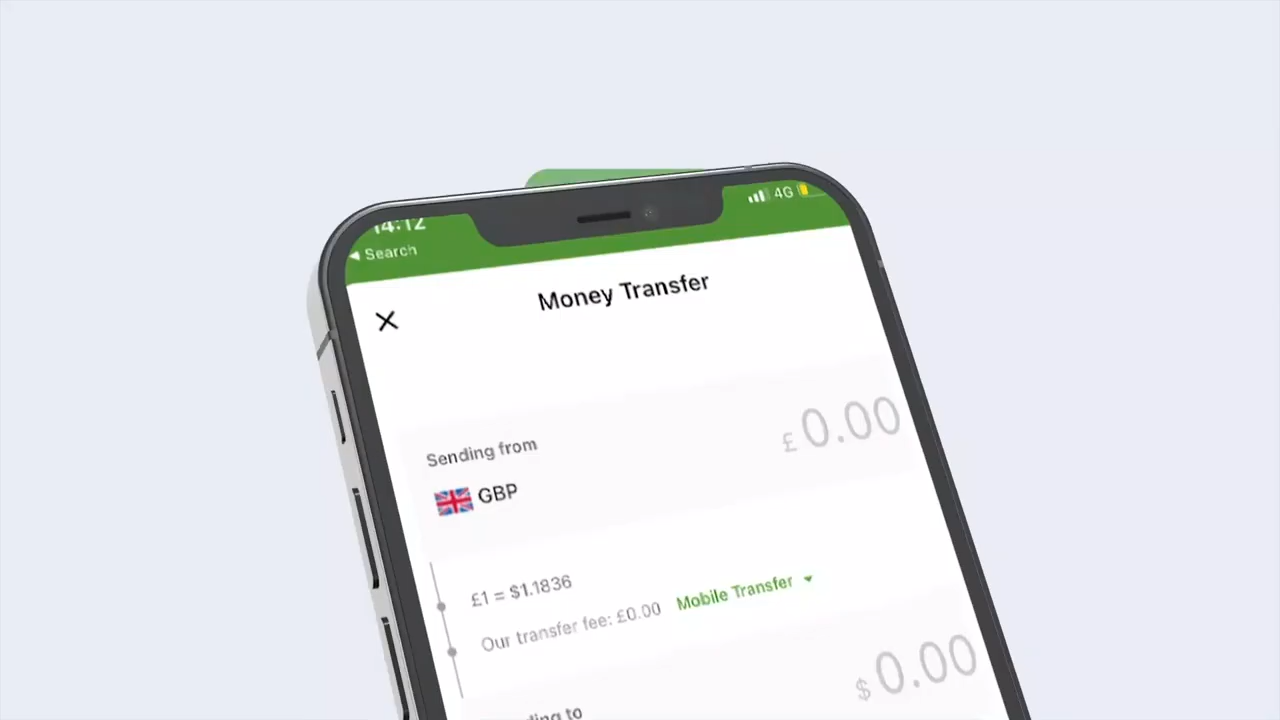 14:12
4G
Search
Money Transfer
Sending from
£ 0.00
GBP
£1 = $1.1836
Our transfer fee: £0.00 Mobile Transfer
$ 0.00
to